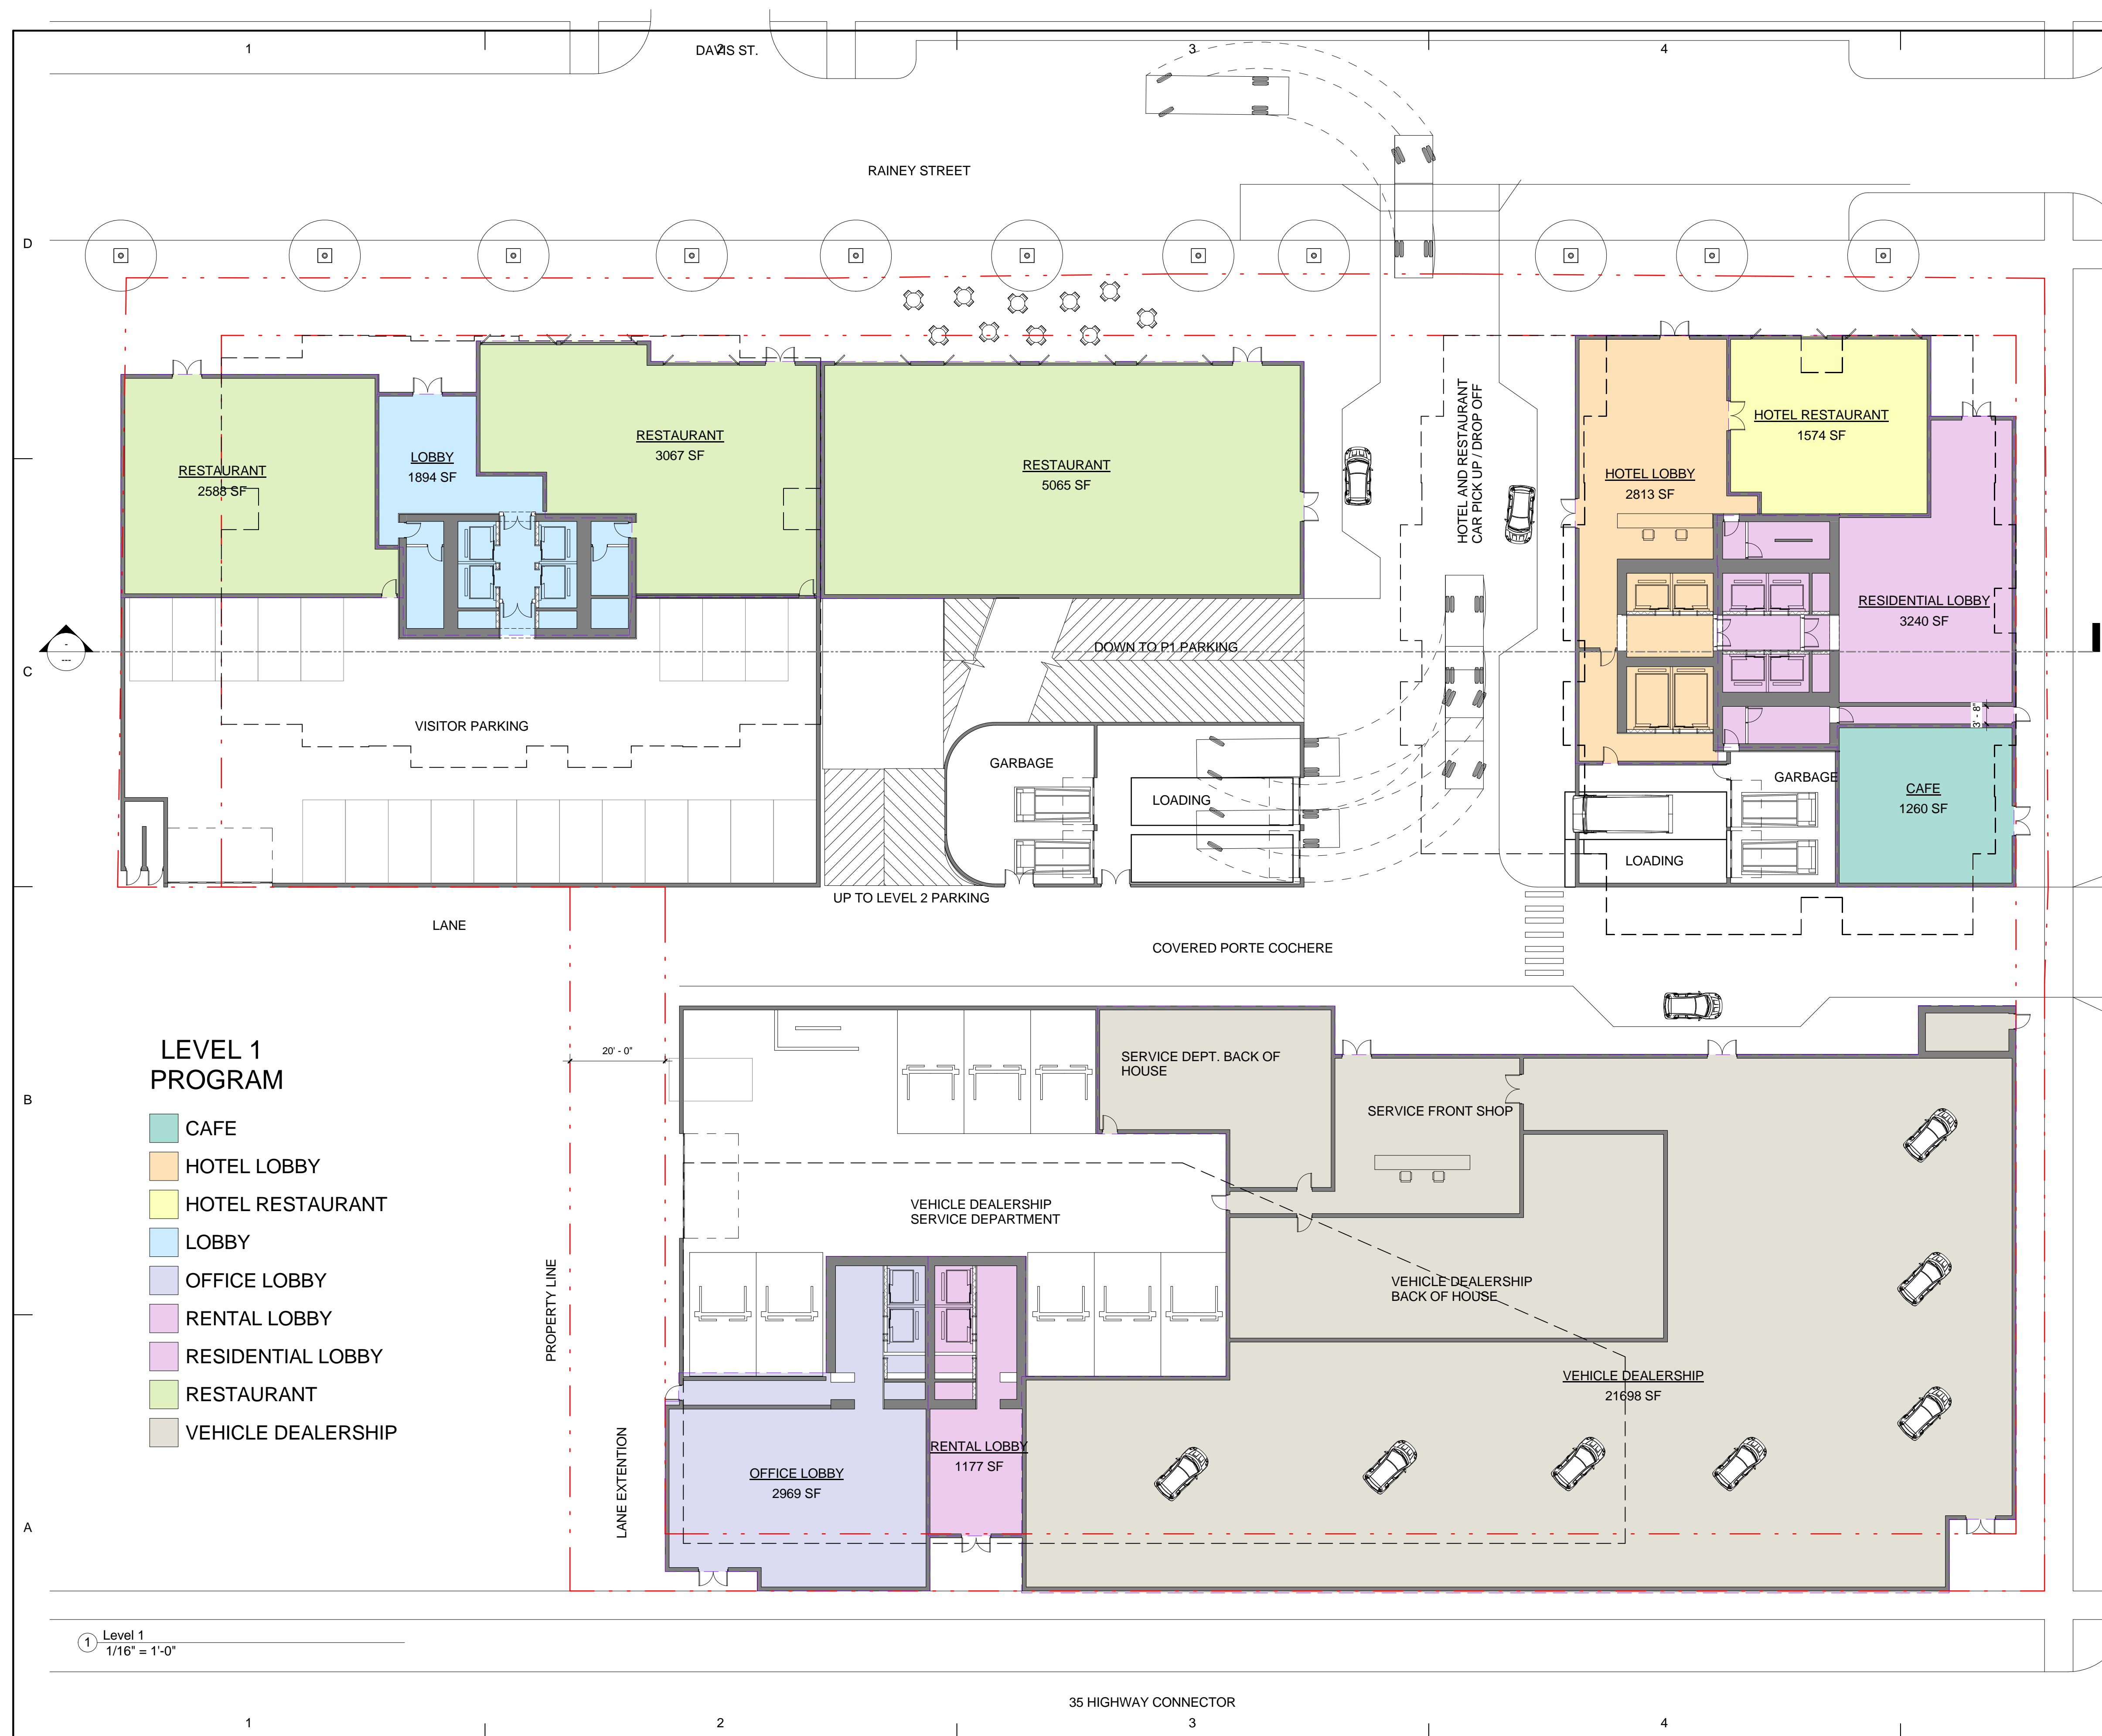 1
DAVIS ST.
2
3
4
RAINEY STREET
D
HOTEL AND RESTAURANT
CAR PICK UP / DROP OFF
HOTEL RESTAURANT
1574 SF
RESTAURANT
3067 SF
LOBBY
1894 SF
RESTAURANT
2588 SF
RESTAURANT
5065 SF
HOTEL LOBBY
2813 SF
RESIDENTIAL LOBBY
3240 SF
-
---
DOWN TO P1 PARKING
C
3' - 8"
VISITOR PARKING
GARBAGE
LOADING
GARBAGE
CAFE
1260 SF
LOADING
UP TO LEVEL 2 PARKING
LANE
COVERED PORTE COCHERE
LEVEL 1
PROGRAM
CAFE
HOTEL LOBBY
HOTEL RESTAURANT
LOBBY
OFFICE LOBBY
RENTAL LOBBY
RESIDENTIAL LOBBY
RESTAURANT
VEHICLE DEALERSHIP
20' - 0"
B
SERVICE DEPT. BACK OF
HOUSE
SERVICE FRONT SHOP
VEHICLE DEALERSHIP
SERVICE DEPARTMENT
PROPERTY LINE
VEHICLE DEALERSHIP
BACK OF HOUSE
VEHICLE DEALERSHIP
21698 SF
LANE EXTENTION
OFFICE LOBBY
2969 SF
RENTAL LOBBY
1177 SF
A
1
Level 1
1/16" = 1'-0"
35 HIGHWAY CONNECTOR
1
2
3
4